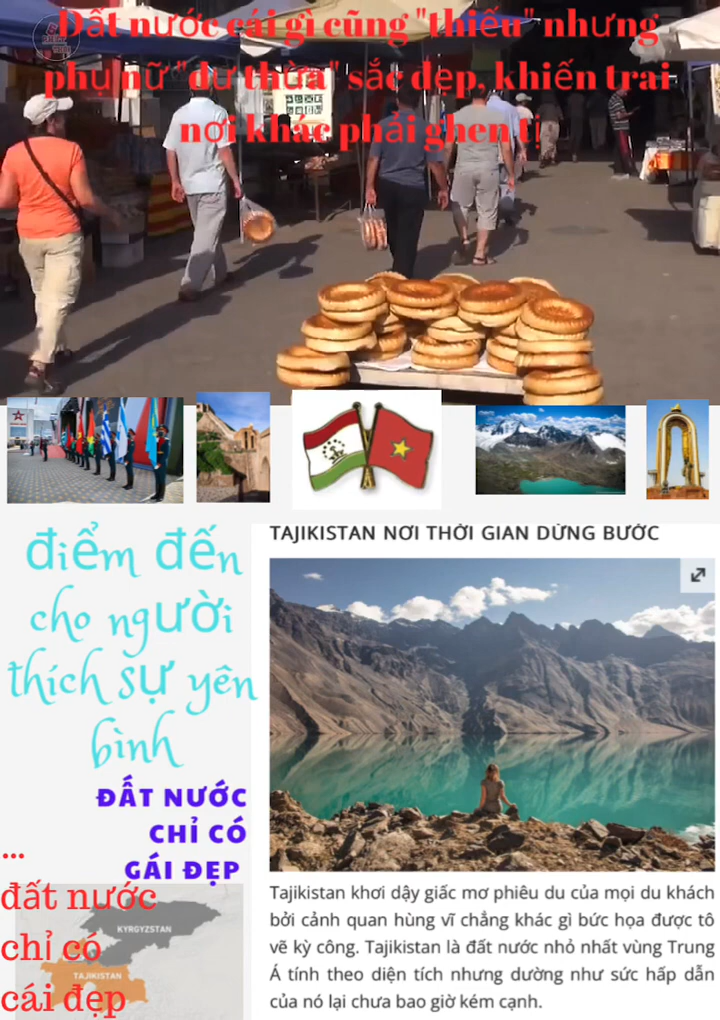 Đất nước cái gì cũng "thiếu" nhưng
phụ nữ "dư thừa" sắc đẹp, khiến trai
nơi khác phải ghen tị
điểm đến
cho người
thích sự yên
bình
ĐẤT NƯỚC
CHỈ CÓ
GÁI ĐẸP
...
đất nước
chỉ có
cái đẹp
KYRGYZSTAN
TAJIKISTAN
TAJIKISTAN NƠI THỜI GIAN DỪNG BƯỚC
Tajikistan khơi dậy giấc mơ phiêu du của mọi du khách
bởi cảnh quan hùng vĩ chẳng khác gì bức họa được tô
vẽ kỳ công. Tajikistan là đất nước nhỏ nhất vùng Trung
Á tính theo diện tích nhưng dường như sức hấp dẫn
của nó lại chưa bao giờ kém cạnh.